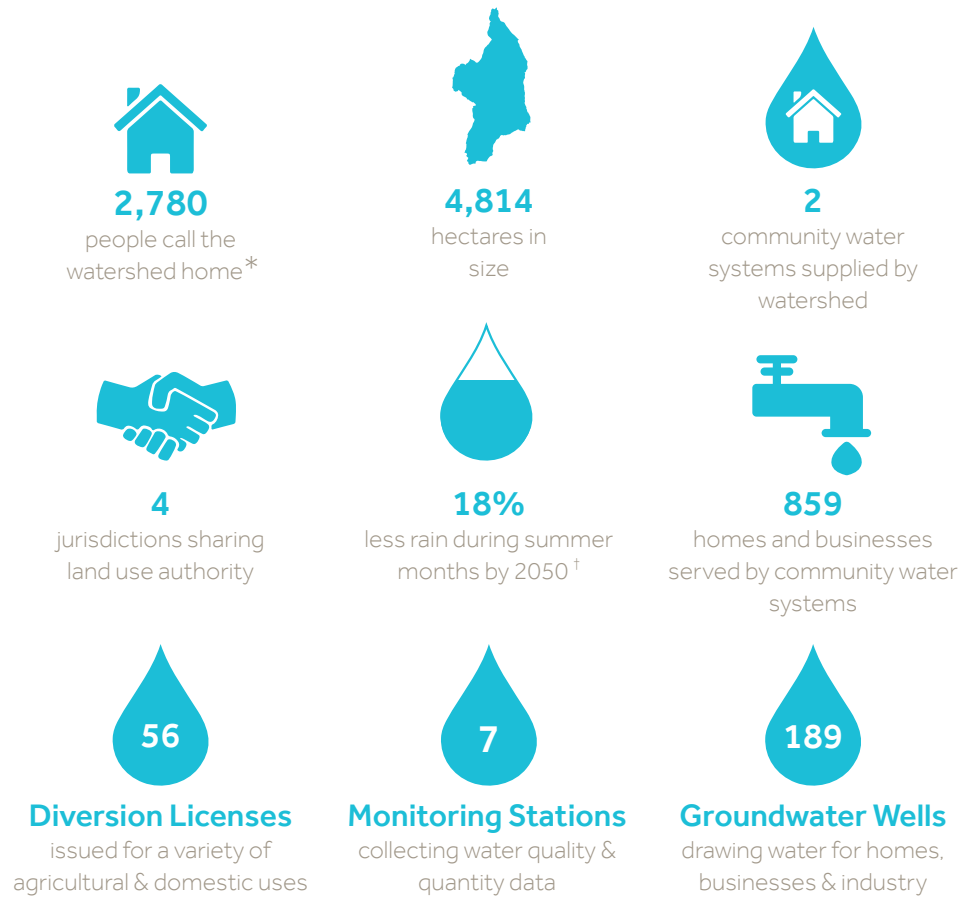 2,780
people call the
watershed home*
4,814
hectares in
size
2
community water
systems supplied by
watershed
4
jurisdictions sharing
land use authority
18%
less rain during summer
months by 2050 †
859
homes and businesses
served by community water
systems
56
Diversion Licenses
issued for a variety of
agricultural & domestic uses
7
Monitoring Stations
collecting water quality &
quantity data
189
Groundwater Wells
drawing water for homes,
businesses & industry